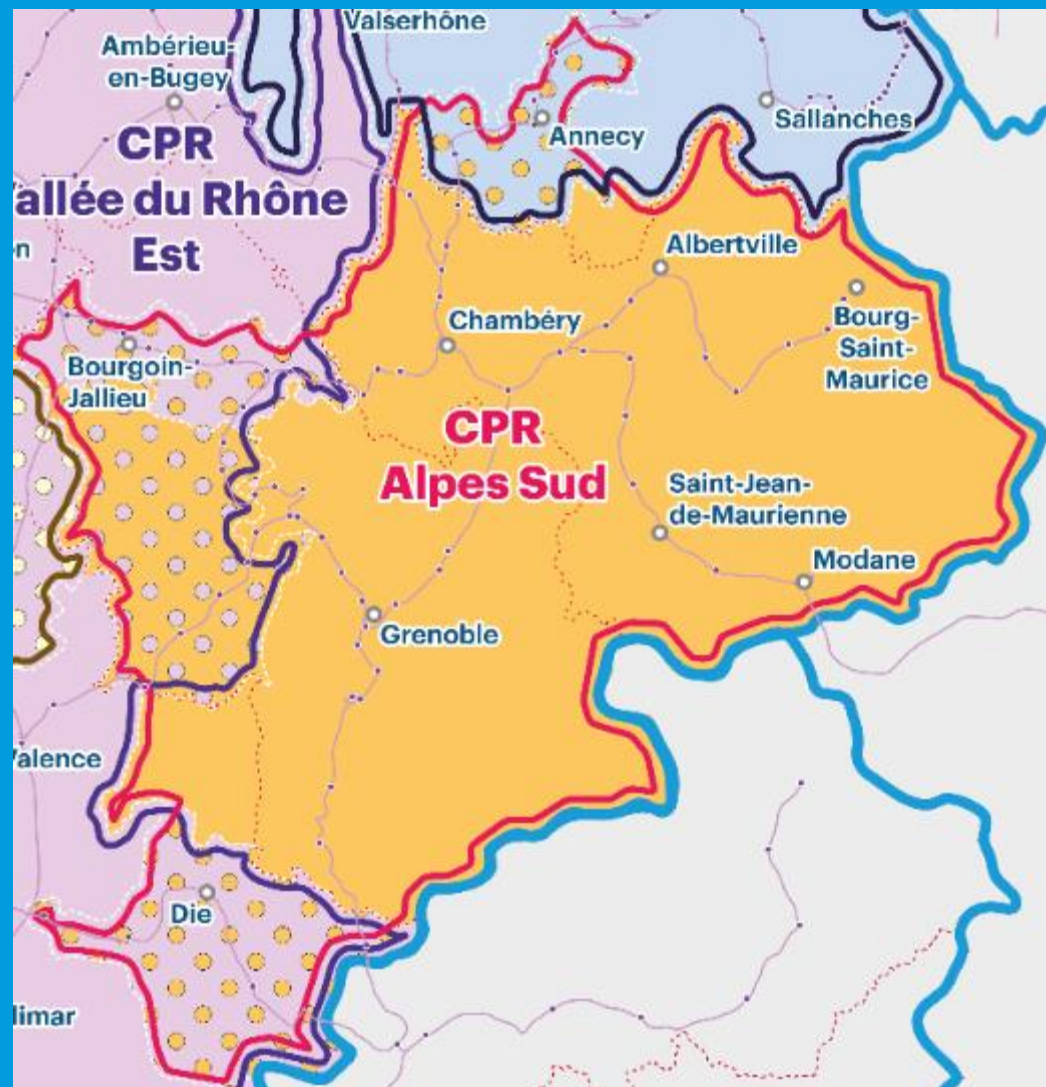 Valserhône
Ambérieu-
en-Bugey
Annecy
Sallanches
CPR
allée du Rhône
Est
n
Albertville
Chambéry
Bourg-
Saint-
Maurice
Bourgoin-
Jallieu
CPR
Alpes Sud
Saint-Jean-
de-Maurienne
Modane
Grenoble
alence
Die
limar